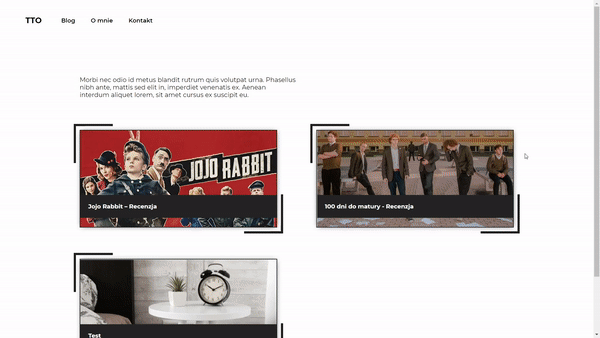 TTO Blog O mnie Kontakt
Morbi nec odio id metus blandit rutrum quis volutpat urna. Phasellus
nibh ante, mattis sed elit in, imperdiet venenatis ex. Aenean
interdum aliquet lorem, sit amet cursus ex suscipit eu.
JOJO RABBIT
Jojo Rabbit – Recenzja
100 dni do matury - Recenzja
Test